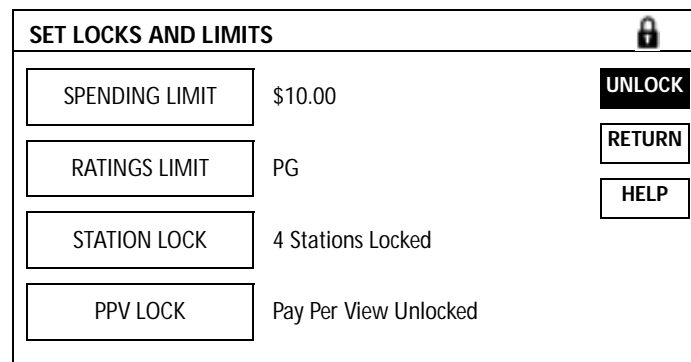 SET LOCKS AND LIMITS
SPENDING LIMIT $10.00
RATINGS LIMIT PG
STATION LOCK 4 Stations Locked
PPV LOCK Pay Per View Unlocked
UNLOCK
RETURN
HELP